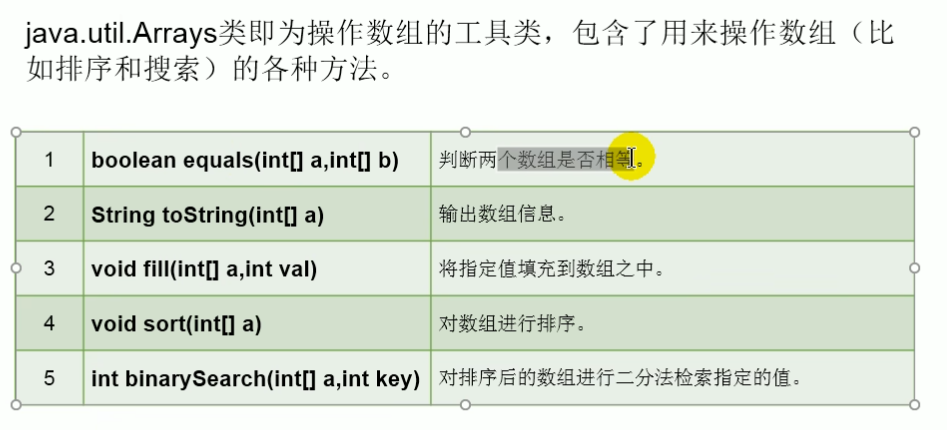 java.util.Arrays类即为操作数组的工具类，包含了用来操作数组（比
如排序和搜索）的各种方法。
1 boolean equals(int[] a,int[] b) 判断两个数组是否相等。
2 String toString(int[] a) 输出数组信息。
3 void fill(int[] a,int val) 将指定值填充到数组之中。
4 void sort(int[] a) 对数组进行排序。
5 int binarySearch(int[] a,int key) 对排序后的数组进行二分法检索指定的值。